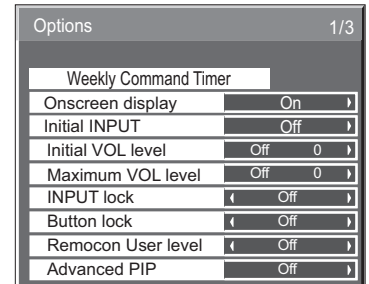 Options 1/3
Weekly Command Timer
Onscreen display On
Initial INPUT Off
Initial VOL level Off 0
Maximum VOL level Off 0
INPUT lock Off
Button lock Off
Remocon User level Off
Advanced PIP Off